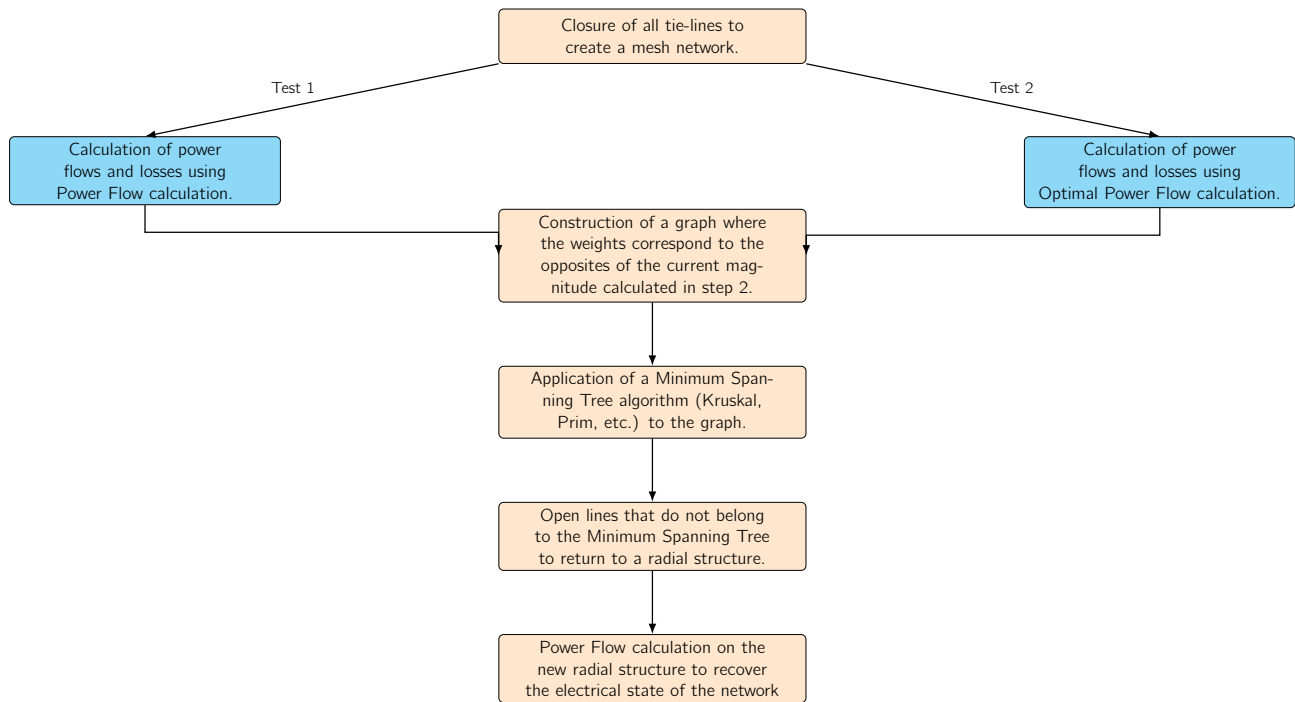 Closure of all tie-lines to
create a mesh network.
Test 1
Test 2
Calculation of power
flows and losses using
Power Flow calculation.
Calculation of power
flows and losses using
Optimal Power Flow calculation.
Construction of a graph where
the weights correspond to the
opposites of the current mag-
nitude calculated in step 2.
Application of a Minimum Span-
ning Tree algorithm (Kruskal,
Prim, etc.) to the graph.
Open lines that do not belong
to the Minimum Spanning Tree
to return to a radial structure.
Power Flow calculation on the
new radial structure to recover
the electrical state of the network